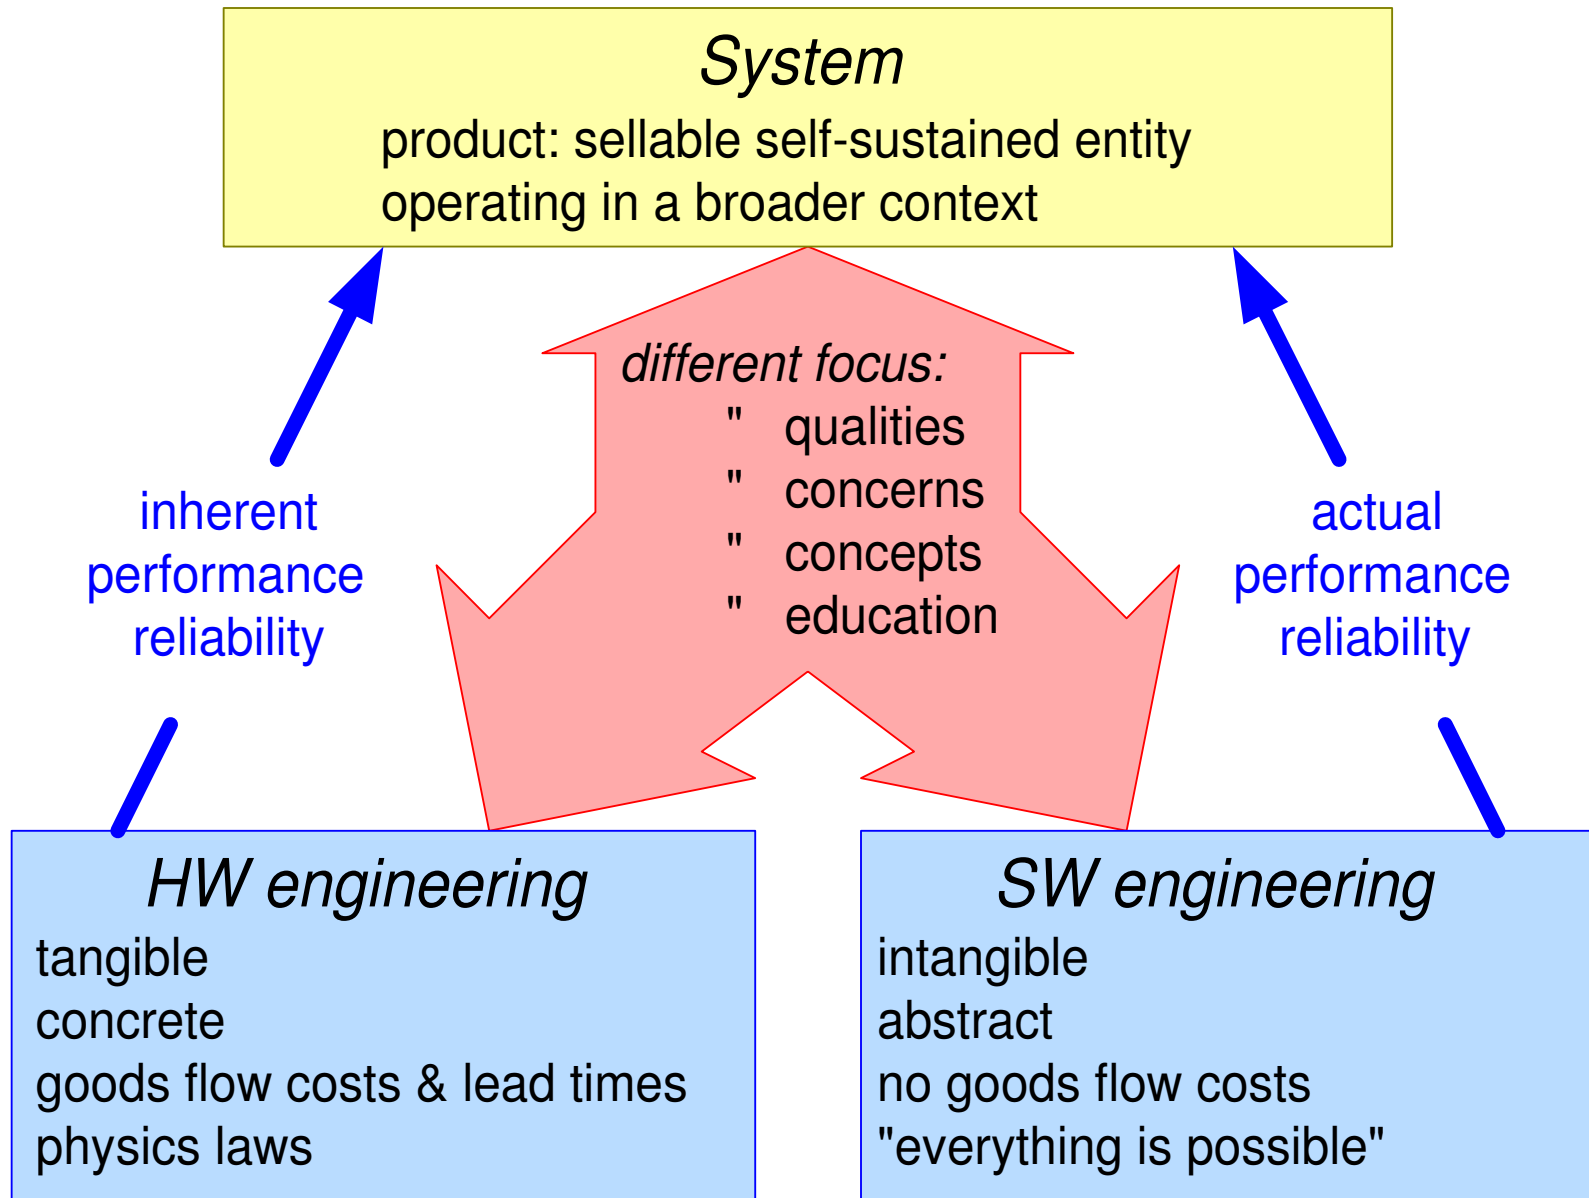 System
product: sellable self-sustained entity
operating in a broader context
different focus:
" qualities
" concerns
" concepts
" education
inherent
performance
reliability
actual
performance
reliability
HW engineering
tangible
concrete
goods flow costs & lead times
physics laws
SW engineering
intangible
abstract
no goods flow costs
"everything is possible"